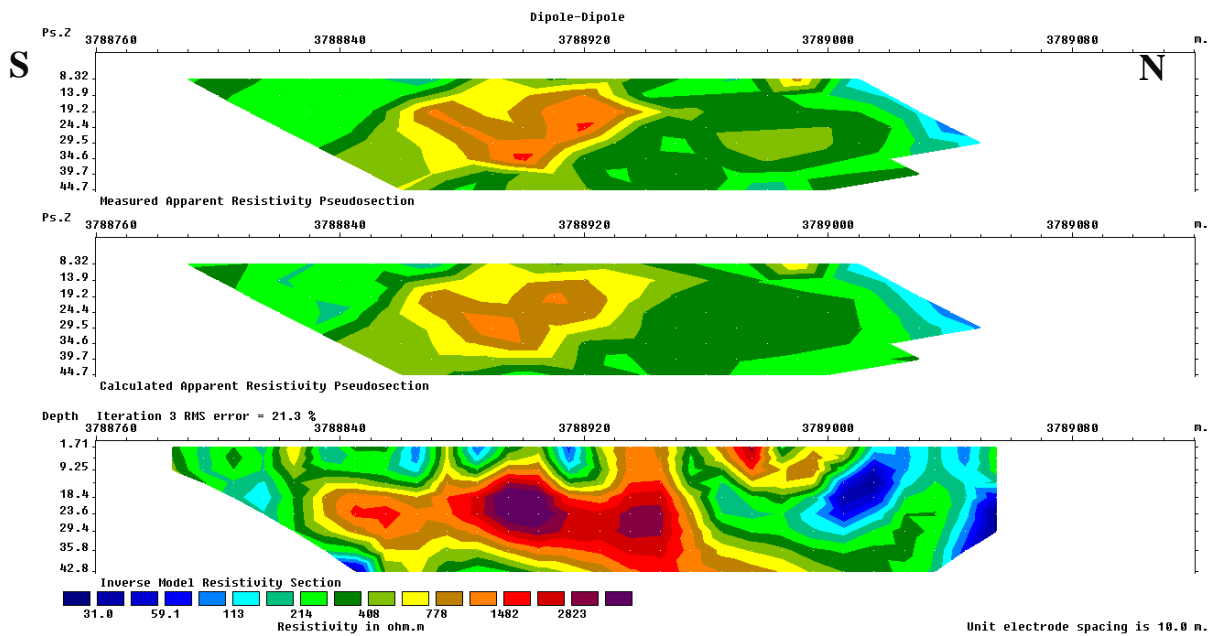 Dipole-Dipole
Ps.Z 3788760 3788840 3788920 3789000 3789080 m.
S N
8.32
13.9
19.2
24.4
29.5
34.6
39.7
44.7
Measured Apparent Resistivity Pseudosection
Ps.Z 3788760 3788840 3788920 3789000 3789080 m.
8.32
13.9
19.2
24.4
29.5
34.6
39.7
44.7
Calculated Apparent Resistivity Pseudosection
Depth Iteration 3 RMS error = 21.3 %
3788760 3788840 3788920 3789000 3789080 m.
1.71
9.25
18.4
23.6
29.4
35.8
42.8
Inverse Model Resistivity Section
31.0 59.1 113 214 408 778 1482 2823
Resistivity in ohm.m Unit electrode spacing is 10.0 m.